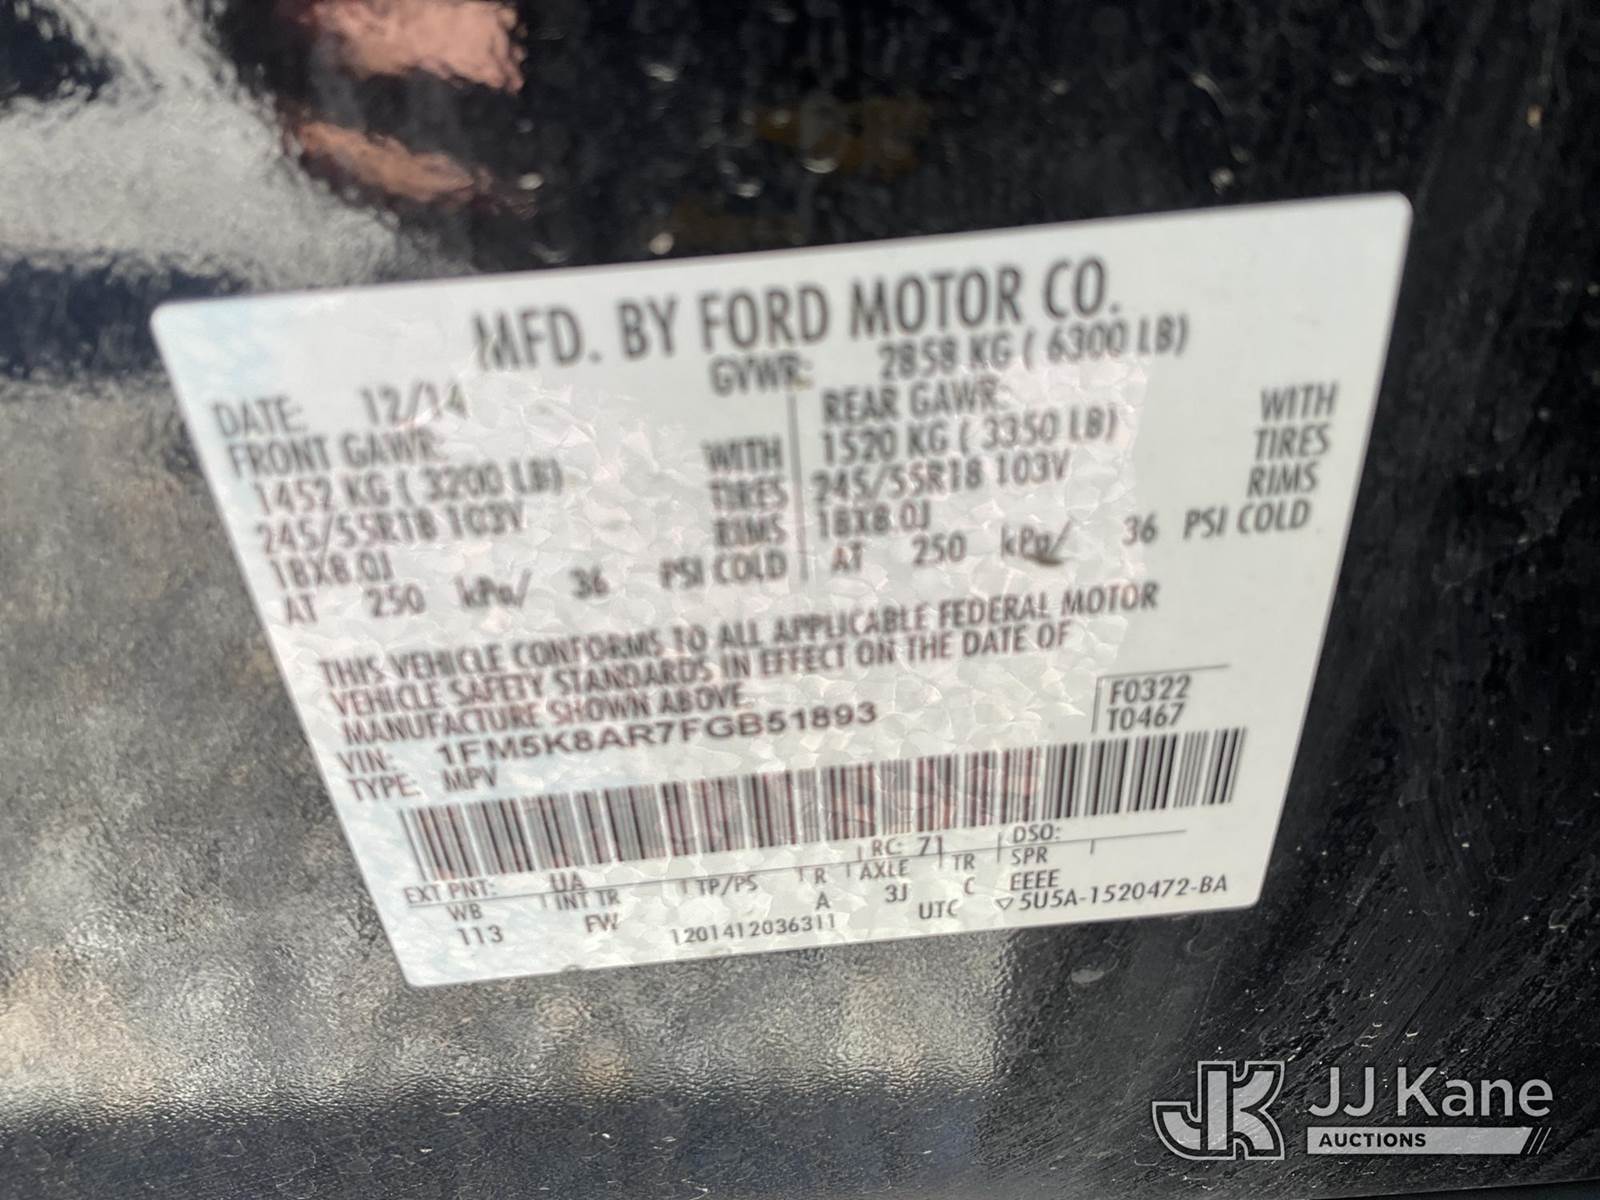 MFD. BY FORD MOTOR CO.
DATE: 12/14 GVWR: 2858 KG ( 6300 LB)
FRONT GAWR: REAR GAWR:
1452 KG ( 3200 LB) WITH 1520 KG ( 3350 LB) WITH
245/55R18 103V TIRES 245/55R18 103V TIRES
18X8.0J RIMS 18X8.0J RIMS
AT 250 kPa/ 36 PSI COLD AT 250 kPa/ 36 PSI COLD
THIS VEHICLE CONFORMS TO ALL APPLICABLE FEDERAL MOTOR
VEHICLE SAFETY STANDARDS IN EFFECT ON THE DATE OF
MANUFACTURE SHOWN ABOVE.
VIN: 1FM5K8AR7FGB51893
TYPE: MPV
F0322
T0467
EXT PNT: UA RC: 71 DSO:
WB INT TR TP/PS R AXLE TR SPR
113 FW A 3J C EEEE
1201412036311 UTC ▽5U5A-1520472-BA
JK JJ Kane
AUCTIONS